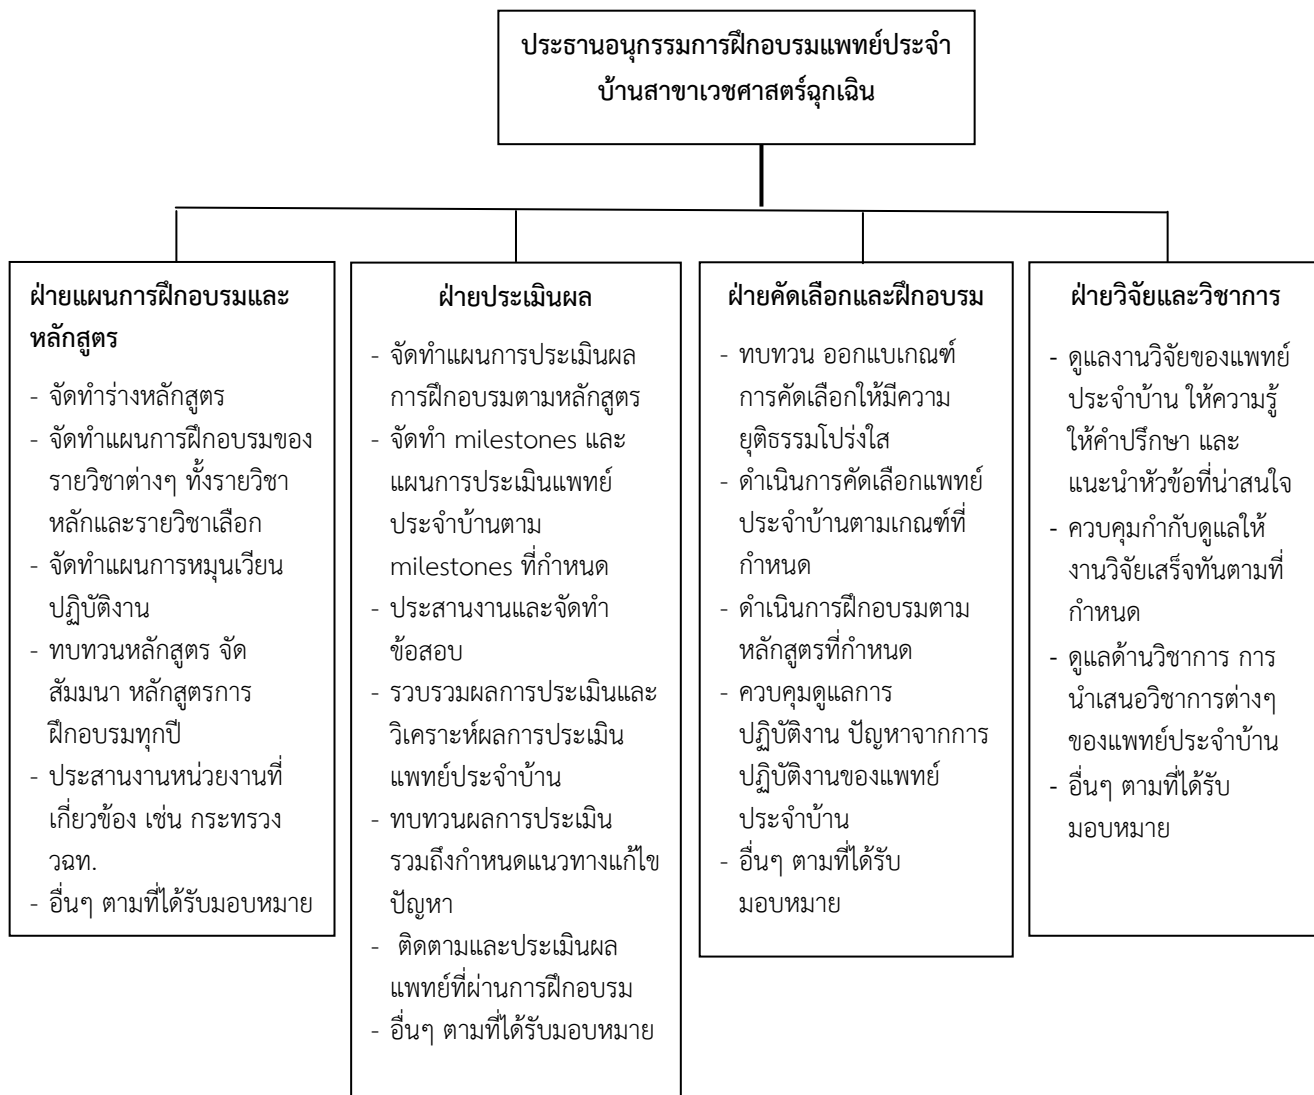 ประธานอนุกรรมการฝึกอบรมแพทย์ประจำ
บ้านสาขาเวชศาสตร์ฉุกเฉิน
ฝ่ายแผนการฝึกอบรมและ
หลักสูตร
- จัดทำร่างหลักสูตร
- จัดทำแผนการฝึกอบรมของ
รายวิชาต่างๆ ทั้งรายวิชา
หลักและรายวิชาเลือก
- จัดทำแผนการหมุนเวียน
ปฏิบัติงาน
- ทบทวนหลักสูตร จัด
สัมมนา หลักสูตรการ
ฝึกอบรมทุกปี
- ประสานงานหน่วยงานที่
เกี่ยวข้อง เช่น กระทรวง
วฉท.
- อื่นๆ ตามที่ได้รับมอบหมาย
ฝ่ายประเมินผล
- จัดทำแผนการประเมินผล
การฝึกอบรมตามหลักสูตร
- จัดทำ milestones และ
แผนการประเมินแพทย์
ประจำบ้านตาม
milestones ที่กำหนด
- ประสานงานและจัดทำ
ข้อสอบ
- รวบรวมผลการประเมินและ
วิเคราะห์ผลการประเมิน
แพทย์ประจำบ้าน
- ทบทวนผลการประเมิน
รวมถึงกำหนดแนวทางแก้ไข
ปัญหา
- ติดตามและประเมินผล
แพทย์ที่ผ่านการฝึกอบรม
- อื่นๆ ตามที่ได้รับมอบหมาย
ฝ่ายคัดเลือกและฝึกอบรม
- ทบทวน ออกแบเกณฑ์
การคัดเลือกให้มีความ
ยุติธรรมโปร่งใส
- ดำเนินการคัดเลือกแพทย์
ประจำบ้านตามเกณฑ์ที่
กำหนด
- ดำเนินการฝึกอบรมตาม
หลักสูตรที่กำหนด
- ควบคุมดูแลการ
ปฏิบัติงาน ปัญหาจากการ
ปฏิบัติงานของแพทย์
ประจำบ้าน
- อื่นๆ ตามที่ได้รับ
มอบหมาย
ฝ่ายวิจัยและวิชาการ
- ดูแลงานวิจัยของแพทย์
ประจำบ้าน ให้ความรู้
ให้คำปรึกษา และ
แนะนำหัวข้อที่น่าสนใจ
- ควบคุมกำกับดูแลให้
งานวิจัยเสร็จทันตามที่
กำหนด
- ดูแลด้านวิชาการ การ
นำเสนอวิชาการต่างๆ
ของแพทย์ประจำบ้าน
- อื่นๆ ตามที่ได้รับ
มอบหมาย